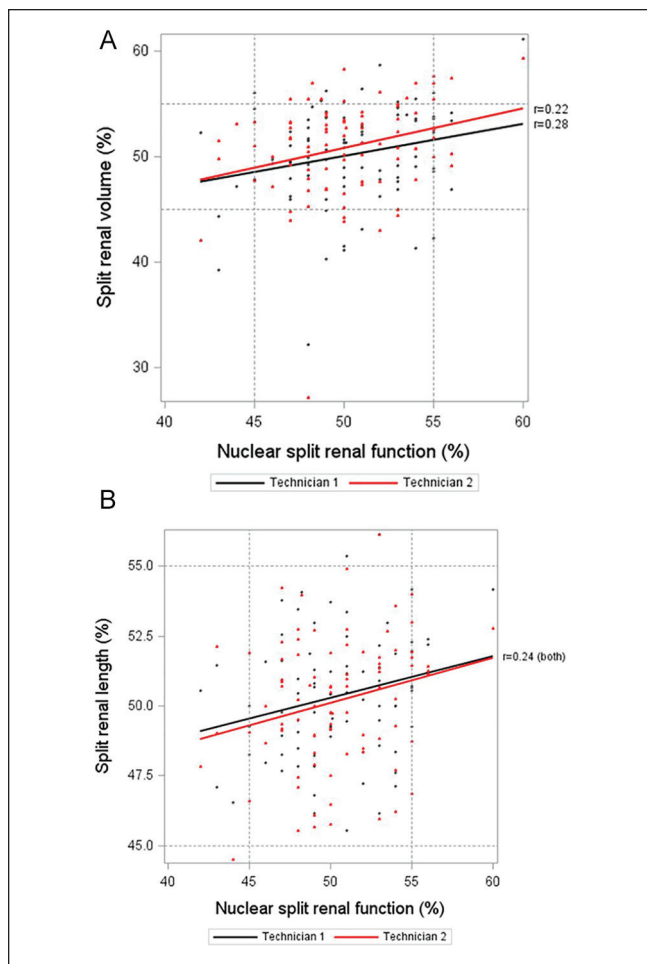 A
60
50
40
30
Split renal volume (%)
r=0.22
r=0.28
40 45 50 55 60
Nuclear split renal function (%)
Technician 1 Technician 2
B
55.0
52.5
50.0
47.5
45.0
Split renal length (%)
r=0.24 (both)
40 45 50 55 60
Nuclear split renal function (%)
Technician 1 Technician 2